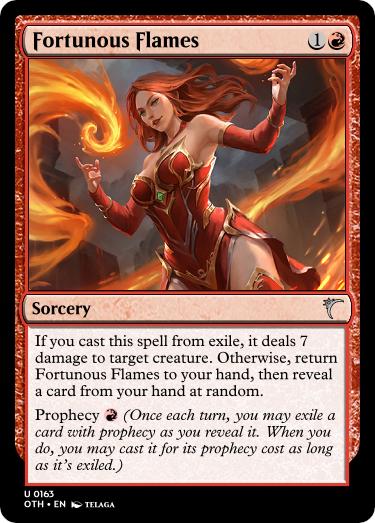 Fortunous Flames 1
Sorcery
If you cast this spell from exile, it deals 7
damage to target creature. Otherwise, return
Fortunous Flames to your hand, then reveal
a card from your hand at random.
Prophecy (Once each turn, you may exile a
card with prophecy as you reveal it. When you
do, you may cast it for its prophecy cost as long
as it's exiled.)
U 0163
OTH • EN TELAGA